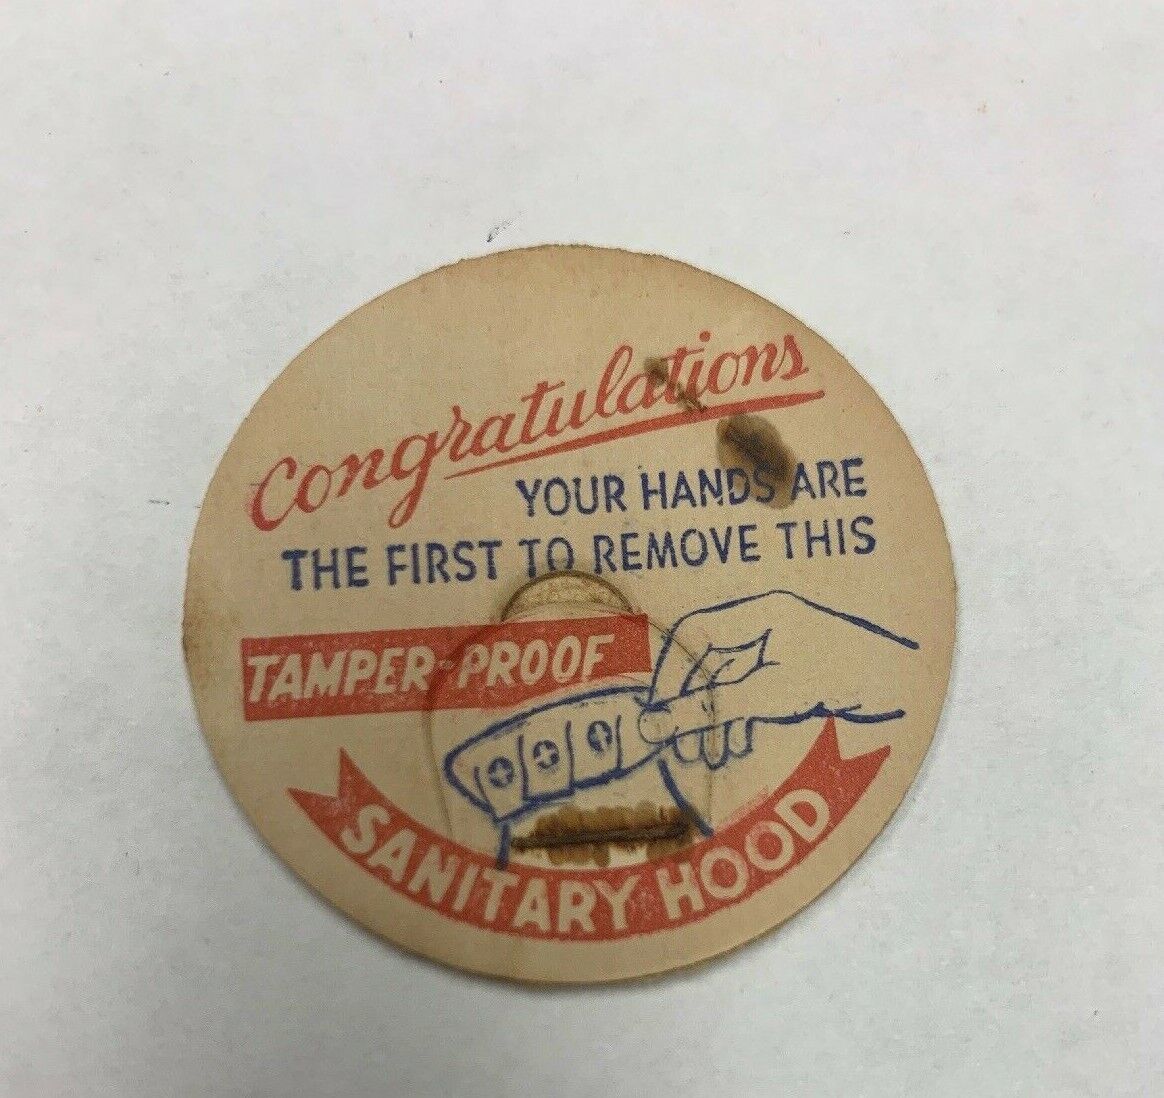 Congratulations
YOUR HANDS ARE
THE FIRST TO REMOVE THIS
TAMPER-PROOF
SANITARY HOOD